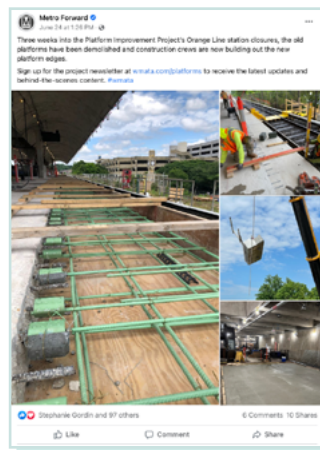 Metro Forward
June 24 at 1:26 PM
Three weeks into the Platform Improvement Project's Orange Line station closures, the old
platforms have been demolished and construction crews are now building out the new
platform edges.
Sign up for the project newsletter at wmata.com/platforms to receive the latest updates and
behind-the-scenes content. #wmata
Stephanie Gordin and 97 others
6 Comments 10 Shares
Like
Comment
Share